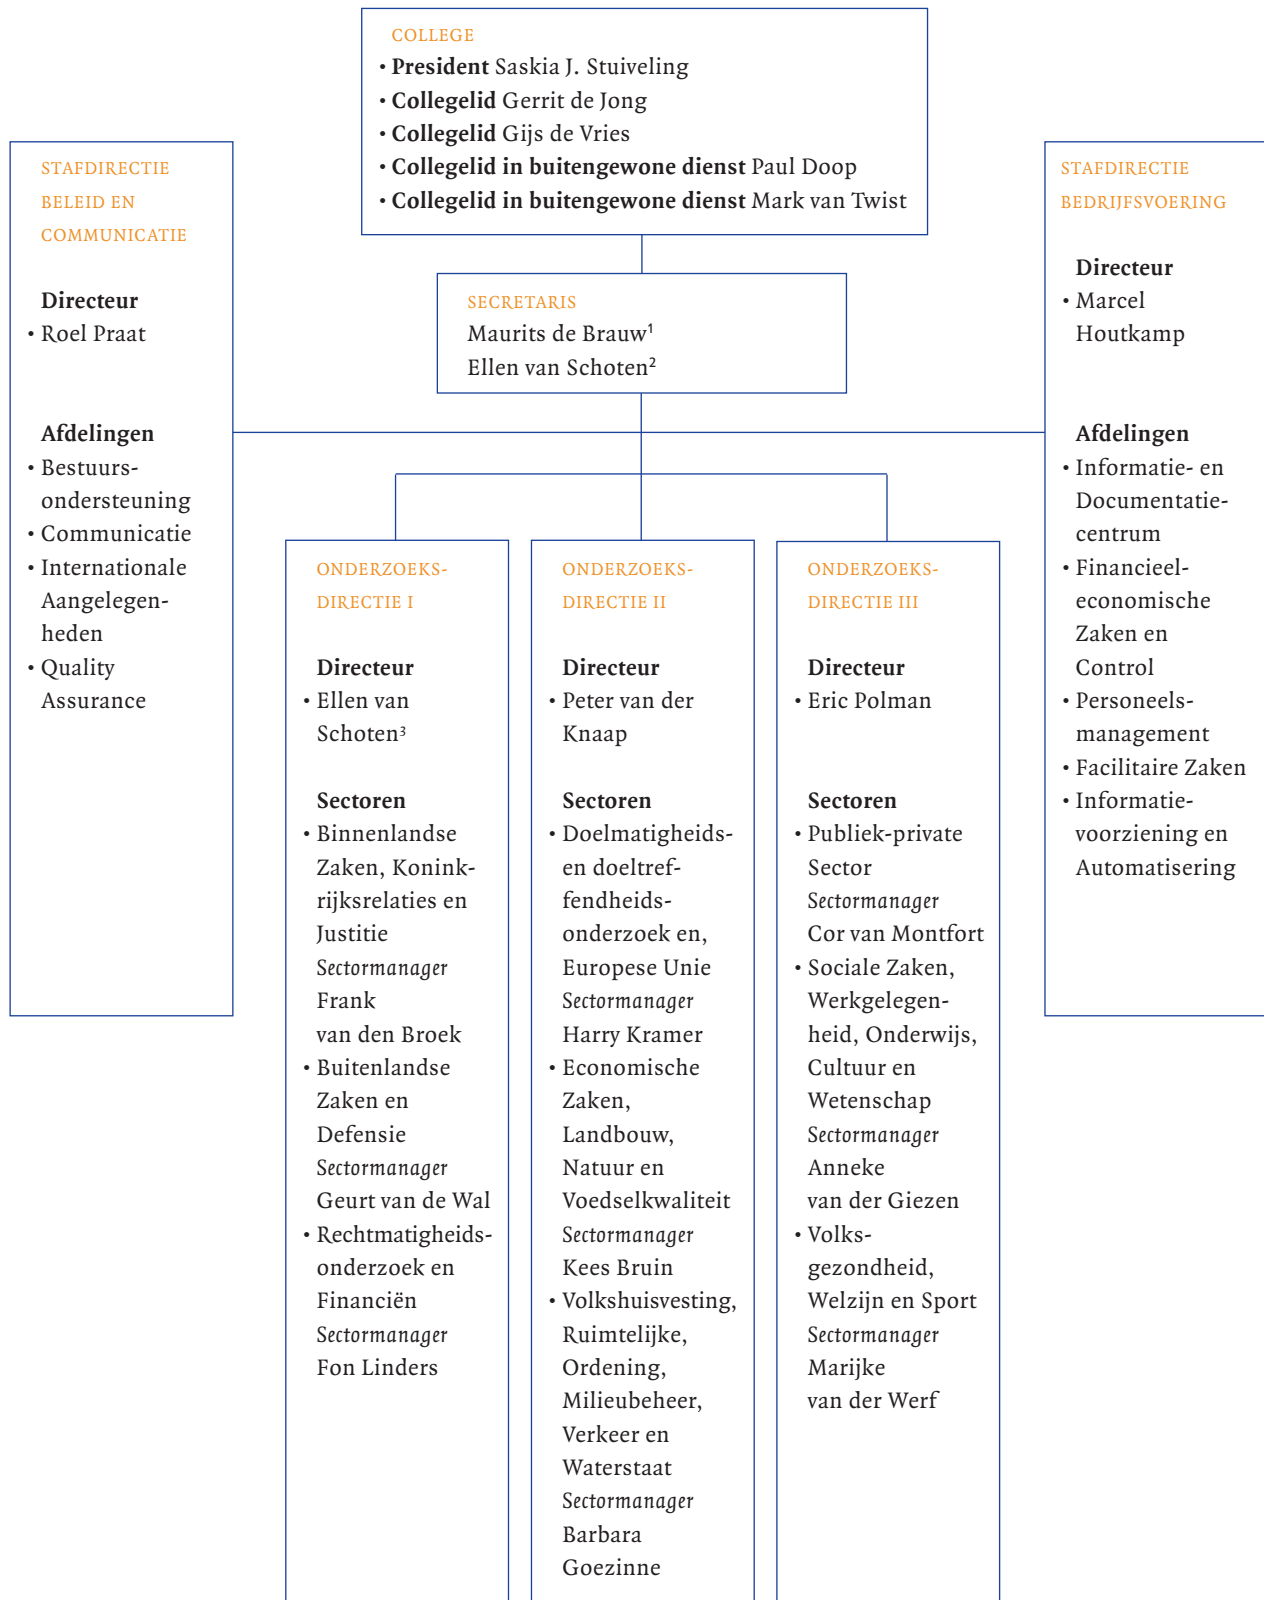 COLLEGE
• President Saskia J. Stuiveling
• Collegelid Gerrit de Jong
• Collegelid Gijs de Vries
• Collegelid in buitengewone dienst Paul Doop
• Collegelid in buitengewone dienst Mark van Twist
SECRETARIS
Maurits de Brauw¹
Ellen van Schoten²
STAFDIRECTIE
BELEID EN
COMMUNICATIE
Directeur
• Roel Praat
Afdelingen
• Bestuurs-
ondersteuning
• Communicatie
• Internationale
Aangelegen-
heden
• Quality
Assurance
STAFDIRECTIE
BEDRIJFSVOERING
Directeur
• Marcel
Houtkamp
Afdelingen
• Informatie- en
Documentatie-
centrum
• Financieel-
economische
Zaken en
Control
• Personeels-
management
• Facilitaire Zaken
• Informatie-
voorziening en
Automatisering
ONDERZOEKS-
DIRECTIE I
Directeur
• Ellen van
Schoten³
Sectoren
• Binnenlandse
Zaken, Konink-
rijksrelaties en
Justitie
Sectormanager
Frank
van den Broek
• Buitenlandse
Zaken en
Defensie
Sectormanager
Geurt van de Wal
• Rechtmatigheids-
onderzoek en
Financiën
Sectormanager
Fon Linders
ONDERZOEKS-
DIRECTIE II
Directeur
• Peter van der
Knaap
Sectoren
• Doelmatigheids-
en doeltref-
fendheids-
onderzoek en,
Europese Unie
Sectormanager
Harry Kramer
• Economische
Zaken,
Landbouw,
Natuur en
Voedselkwaliteit
Sectormanager
Kees Bruin
• Volkshuisvesting,
Ruimtelijke,
Ordening,
Milieubeheer,
Verkeer en
Waterstaat
Sectormanager
Barbara
Goezinne
ONDERZOEKS-
DIRECTIE III
Directeur
• Eric Polman
Sectoren
• Publiek-private
Sector
Sectormanager
Cor van Montfort
• Sociale Zaken,
Werkgelegen-
heid, Onderwijs,
Cultuur en
Wetenschap
Sectormanager
Anneke
van der Giezen
• Volks-
gezondheid,
Welzijn en Sport
Sectormanager
Marijke
van der Werf